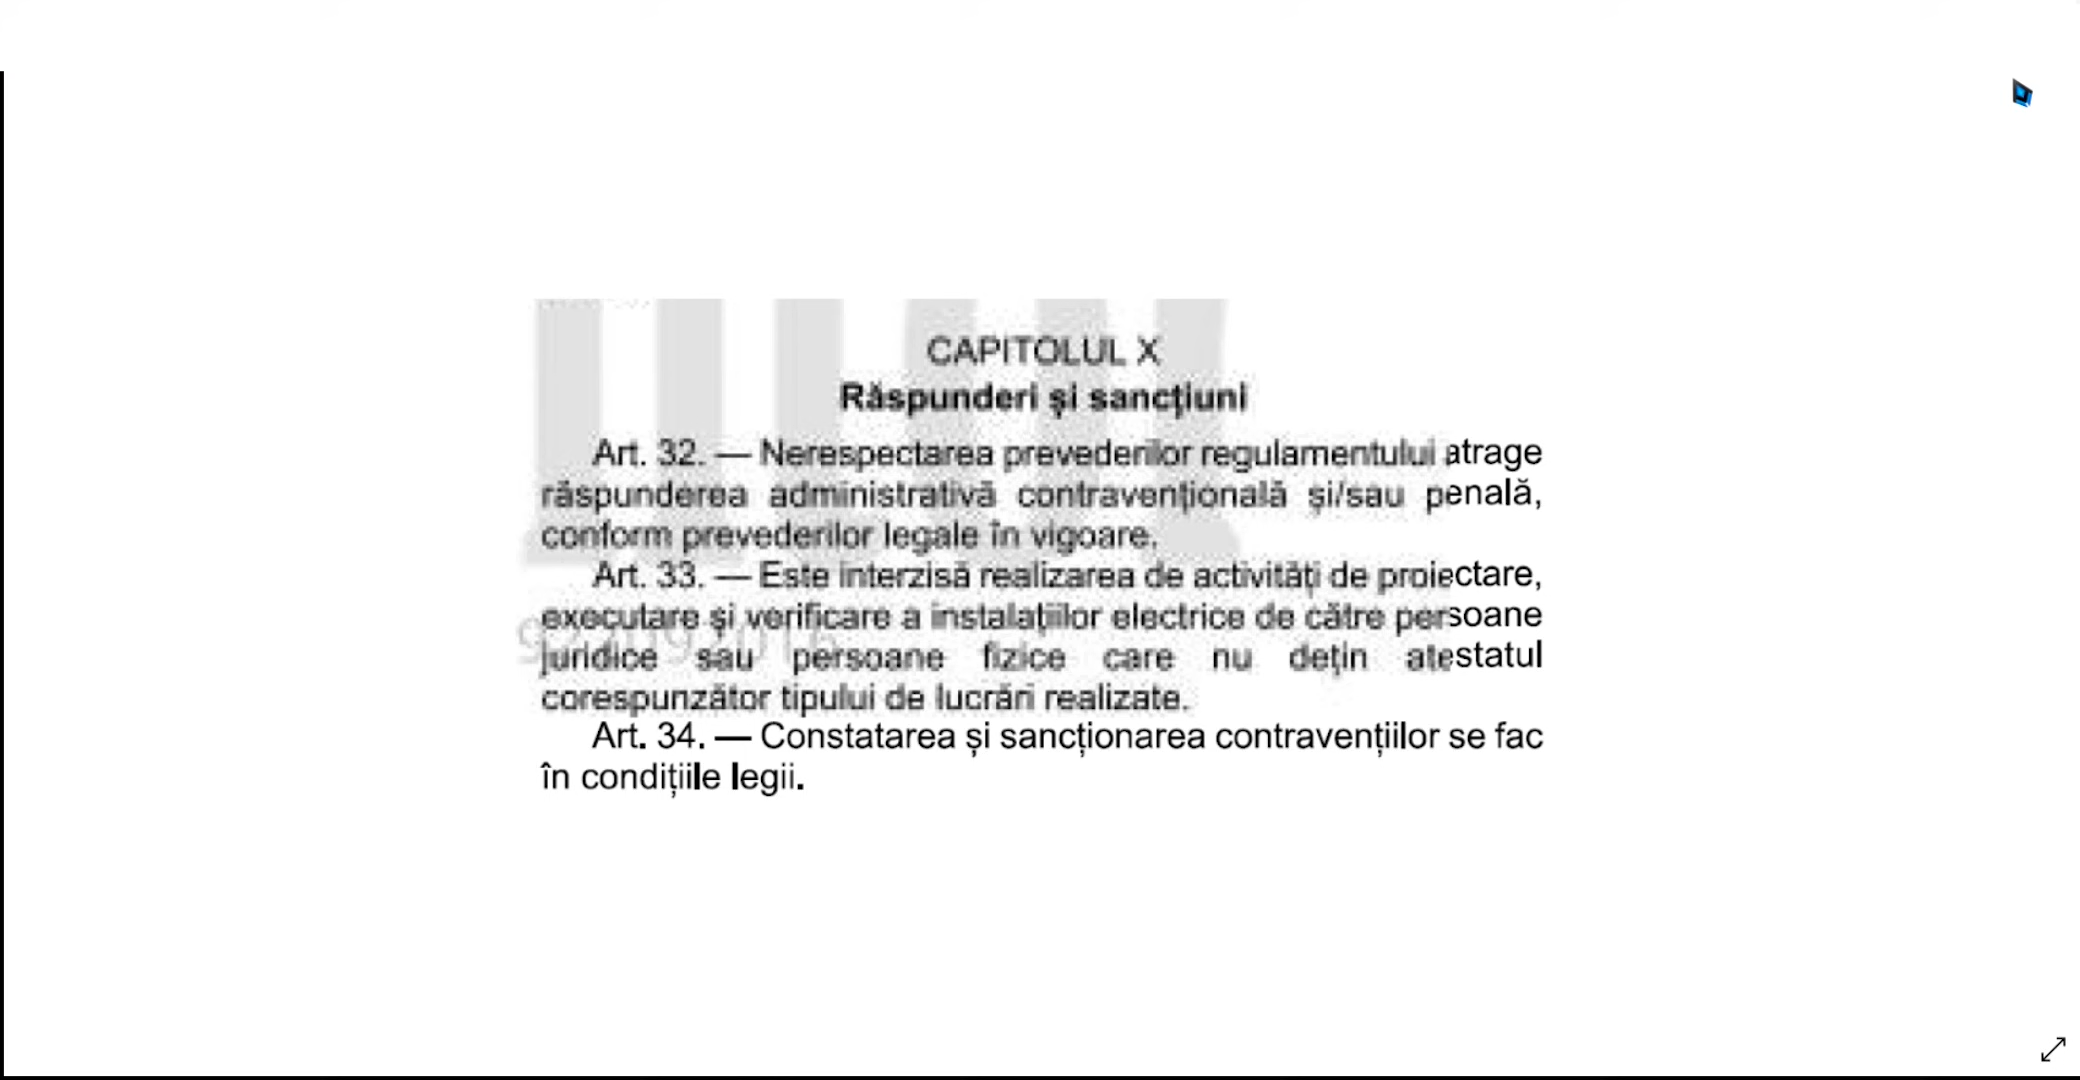 CAPITOLUL X
Răspunderi și sancțiuni
Art. 32. — Nerespectarea prevederilor regulamentului atrage
răspunderea administrativă contravențională și/sau penală,
conform prevederilor legale în vigoare.
Art. 33. — Este interzisă realizarea de activități de proiectare,
executare și verificare a instalațiilor electrice de către persoane
juridice sau persoane fizice care nu dețin atestatul
corespunzător tipului de lucrări realizate.
Art. 34. — Constatarea și sancționarea contravențiilor se fac
în condițiile legii.